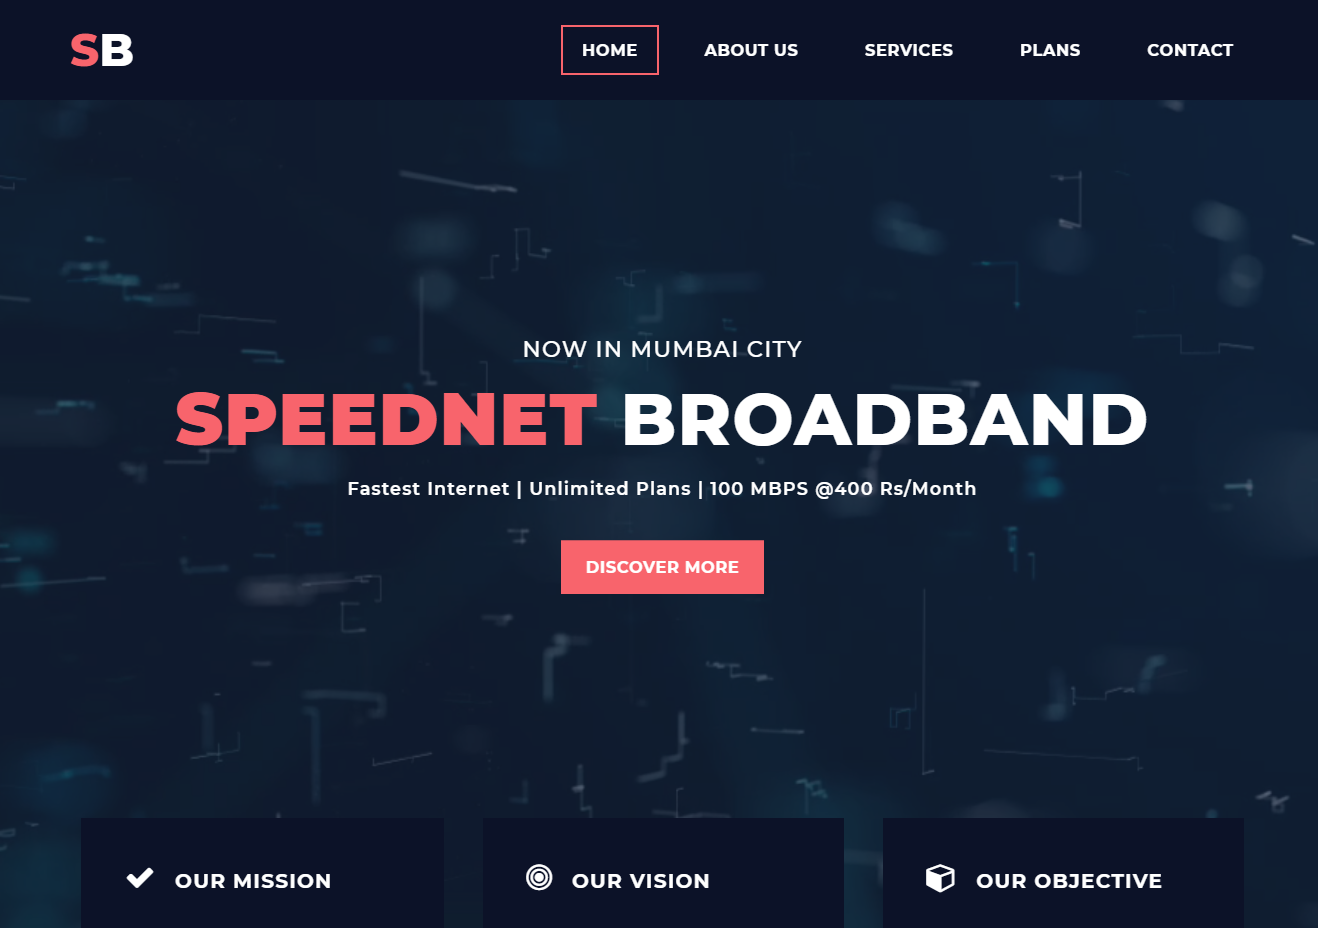 SB
HOME
ABOUT US
SERVICES
PLANS
CONTACT
NOW IN MUMBAI CITY
SPEEDNET BROADBAND
Fastest Internet | Unlimited Plans | 100 MBPS @400 Rs/Month
DISCOVER MORE
OUR MISSION
OUR VISION
OUR OBJECTIVE